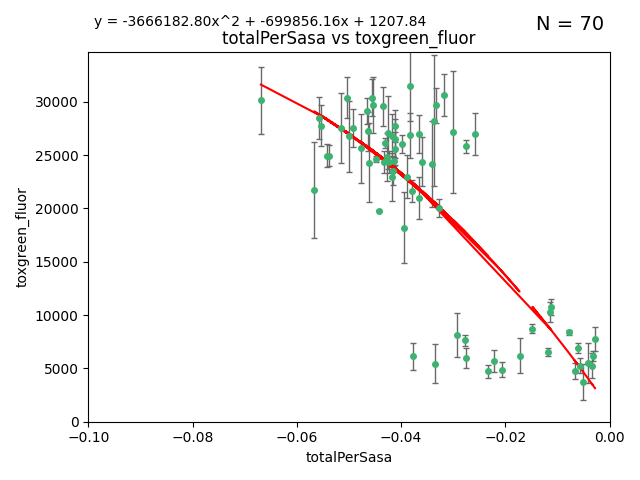 y = -3666182.80x^2 + -699856.16x + 1207.84
N = 70
totalPerSasa vs toxgreen_fluor
30000
25000
20000
15000
10000
5000
0
toxgreen_fluor
−0.10 −0.08 −0.06 −0.04 −0.02 0.00
totalPerSasa